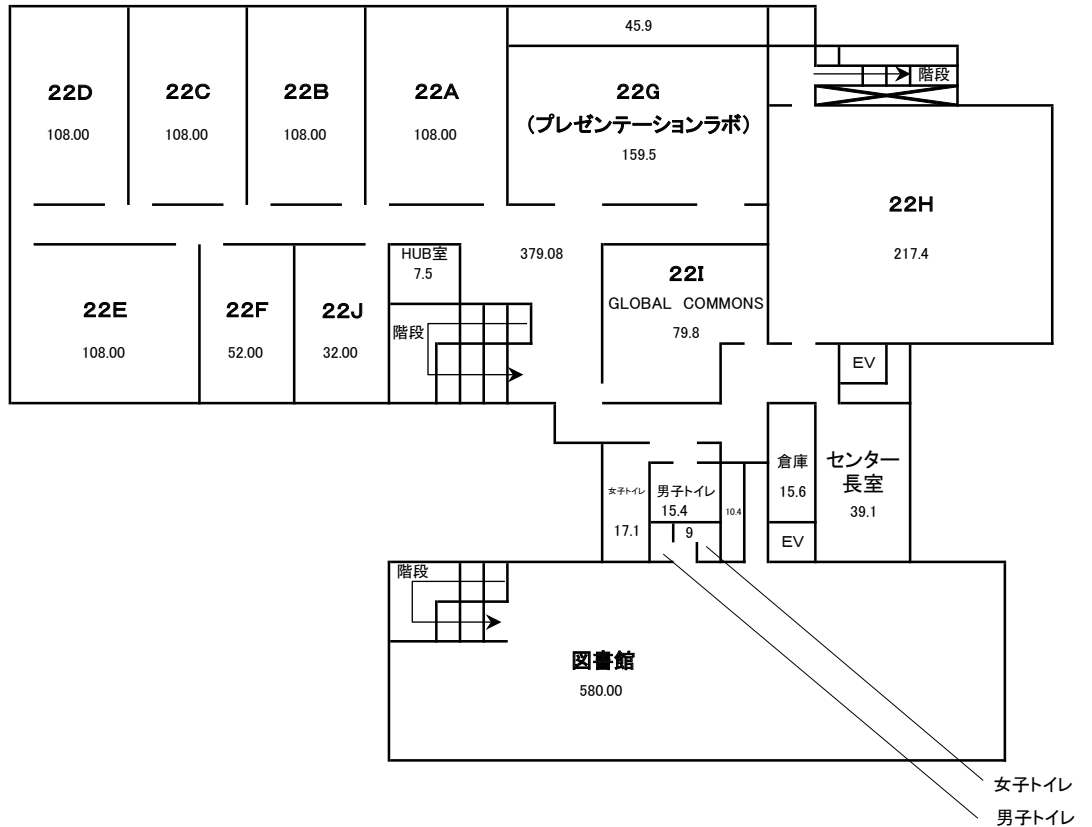 45.9
階段
22D
108.00
22C
108.00
22B
108.00
22A
108.00
22G
(プレゼンテーションラボ)
159.5
22H
217.4
HUB室
7.5
379.08
22I
GLOBAL COMMONS
79.8
22E
108.00
22F
52.00
22J
32.00
階段
EV
女子トイレ
17.1
男子トイレ
15.4
9
10.4
倉庫
15.6
EV
センター
長室
39.1
階段
図書館
580.00
女子トイレ
男子トイレ